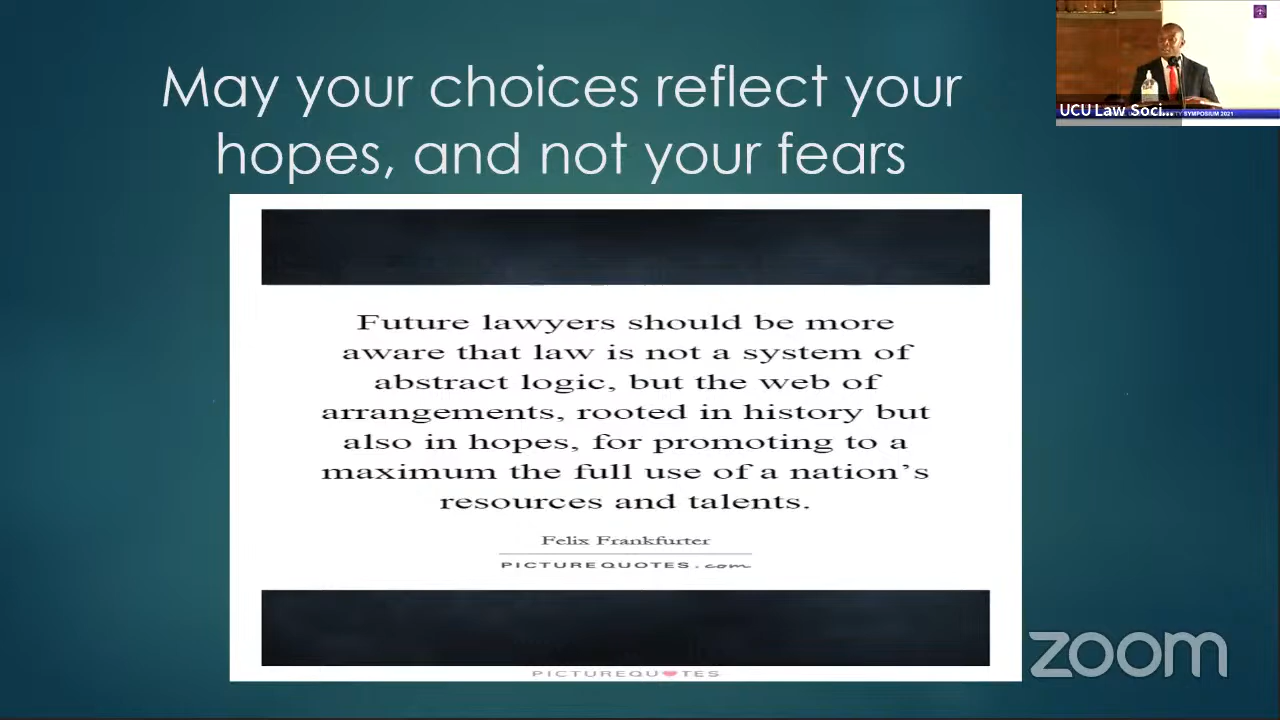 May your choices reflect your
hopes, and not your fears
UCU Law Soci...
TY SYMPOSIUM 2021
Future lawyers should be more
aware that law is not a system of
abstract logic, but the web of
arrangements, rooted in history but
also in hopes, for promoting to a
maximum the full use of a nation’s
resources and talents.
Felix Frankfurter
PICTUREQUOTES.com
PICTUREQUOTES
zoom